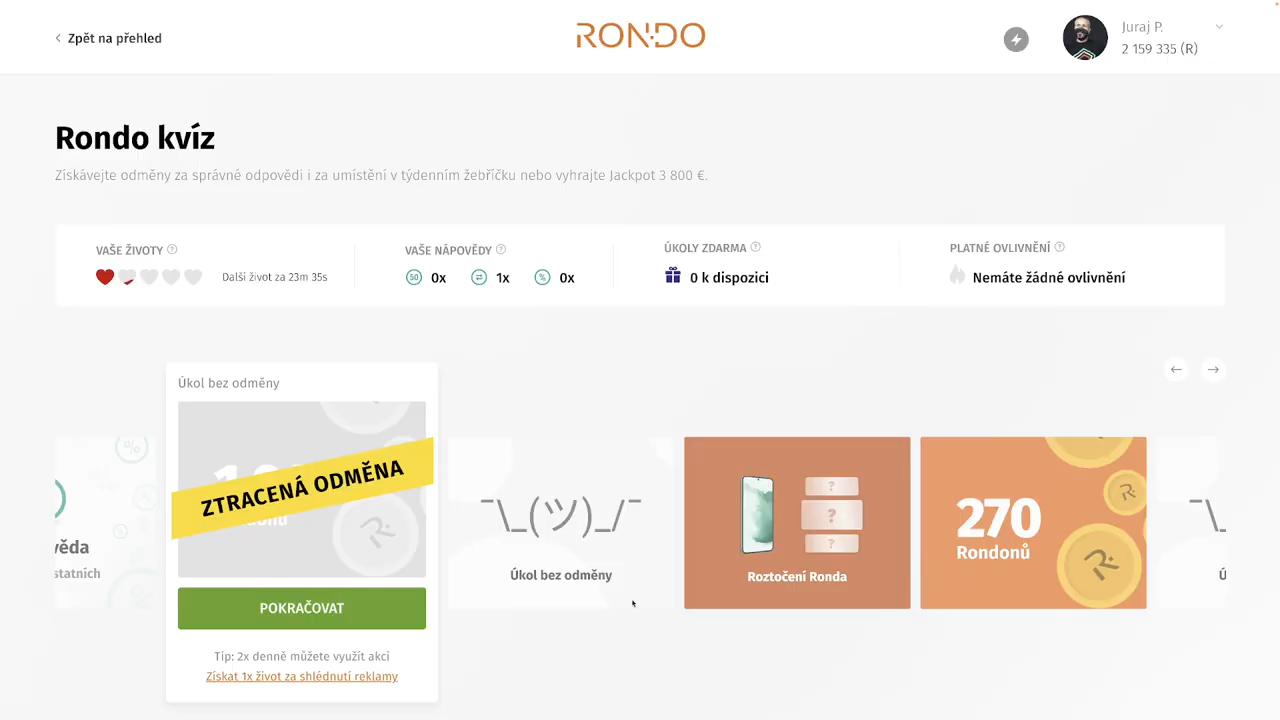 Zpět na přehled
RONDO
Juraj P.
2 159 335 (R)
Rondo kvíz
Získávejte odměny za správné odpovědi i za umístění v týdenním žebříčku nebo vyhrajte Jackpot 3 800 €.
VAŠE ŽIVOTY
Další život za 23m 35s
VAŠE NÁPOVĚDY
50 0x 1x % 0x
ÚKOLY ZDARMA
0 k dispozici
PLATNÉ OVLIVNĚNÍ
Nemáte žádné ovlivnění
Úkol bez odměny
ZTRACENÁ ODMĚNA
POKRAČOVAT
Tip: 2x denně můžete využít akci
Získat 1x život za shlédnutí reklamy
¯\_(ツ)_/¯
Úkol bez odměny
?
?
?
Roztočení Ronda
270
Rondonů